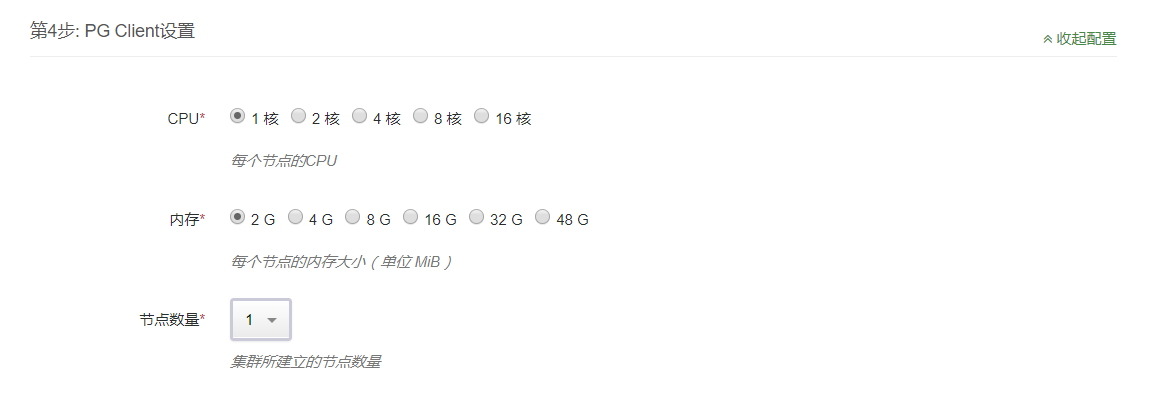 第4步: PG Client设置
收起配置
CPU* 1 核 2 核 4 核 8 核 16 核
每个节点的CPU
内存* 2 G 4 G 8 G 16 G 32 G 48 G
每个节点的内存大小（单位 MiB）
节点数量* 1
集群所建立的节点数量